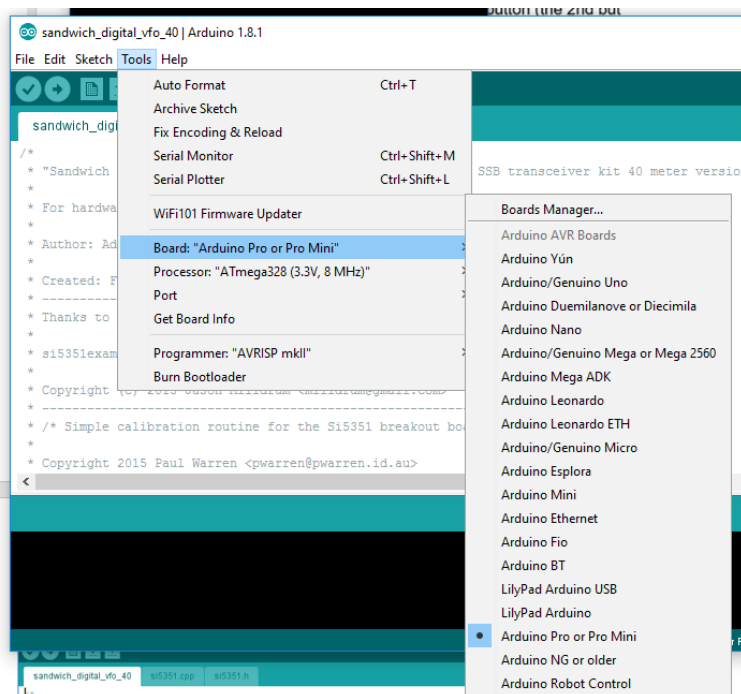 button (the 2nd but
sandwich_digital_vfo_40 | Arduino 1.8.1
File Edit Sketch Tools Help
sandwich_digi
Auto Format Ctrl+T
Archive Sketch
Fix Encoding & Reload
Serial Monitor Ctrl+Shift+M
Serial Plotter Ctrl+Shift+L
WiFi101 Firmware Updater
Board: "Arduino Pro or Pro Mini"
Processor: "ATmega328 (3.3V, 8 MHz)"
Port
Get Board Info
Programmer: "AVRISP mkII"
Burn Bootloader
/*
* "Sandwich SSB transceiver kit 40 meter versio
*
* For hardwa
*
* Author: Ad
*
* Created: F
* ----------
* Thanks to
*
* si5351exam
*
* Copyright (C) 2015 Jason Milldrum <milldrum@gmail.com>
* ------------------------------------------------------
* /* Simple calibration routine for the Si5351 breakout boa
*
* Copyright 2015 Paul Warren <pwarren@pwarren.id.au>
Boards Manager...
Arduino AVR Boards
Arduino Yún
Arduino/Genuino Uno
Arduino Duemilanove or Diecimila
Arduino Nano
Arduino/Genuino Mega or Mega 2560
Arduino Mega ADK
Arduino Leonardo
Arduino Leonardo ETH
Arduino/Genuino Micro
Arduino Esplora
Arduino Mini
Arduino Ethernet
Arduino Fio
Arduino BT
LilyPad Arduino USB
LilyPad Arduino
Arduino Pro or Pro Mini
Arduino NG or older
Arduino Robot Control
sandwich_digital_vfo_40 si5351.cpp si5351.h